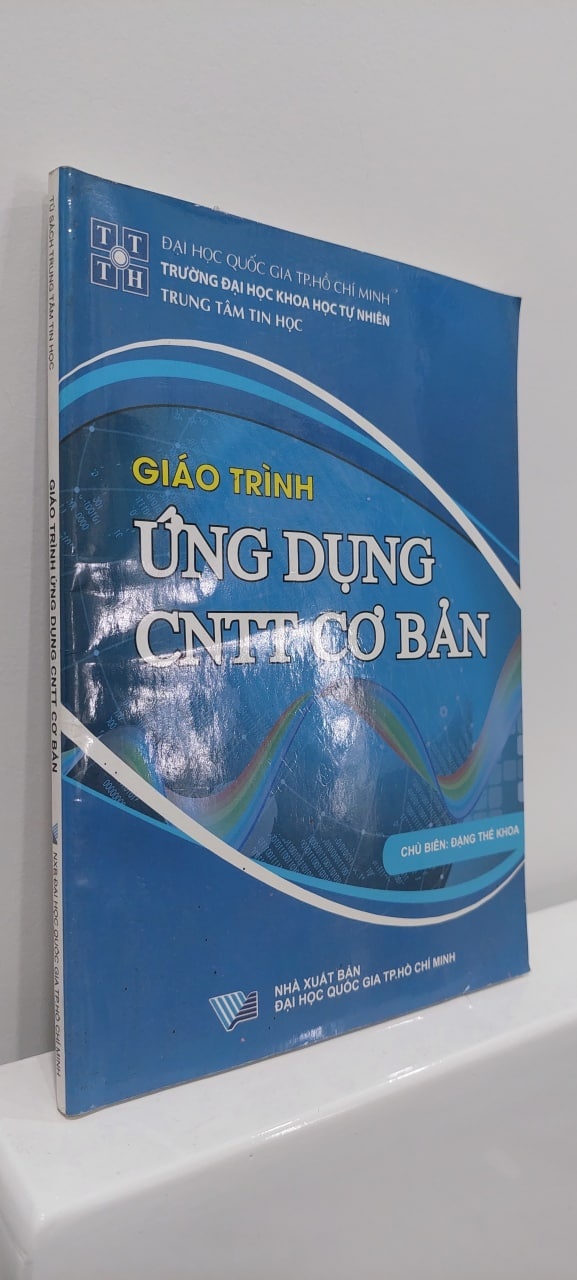 TỦ SÁCH TRUNG TÂM TIN HỌC
GIÁO TRÌNH ỨNG DỤNG CNTT CƠ BẢN
NXB ĐẠI HỌC QUỐC GIA TP.HỒ CHÍ MINH
T T
T H
ĐẠI HỌC QUỐC GIA TP.HỒ CHÍ MINH
TRƯỜNG ĐẠI HỌC KHOA HỌC TỰ NHIÊN
TRUNG TÂM TIN HỌC
GIÁO TRÌNH
ỨNG DỤNG
CNTT CƠ BẢN
CHỦ BIÊN: ĐẶNG THẾ KHOA
NHÀ XUẤT BẢN
ĐẠI HỌC QUỐC GIA TP.HỒ CHÍ MINH